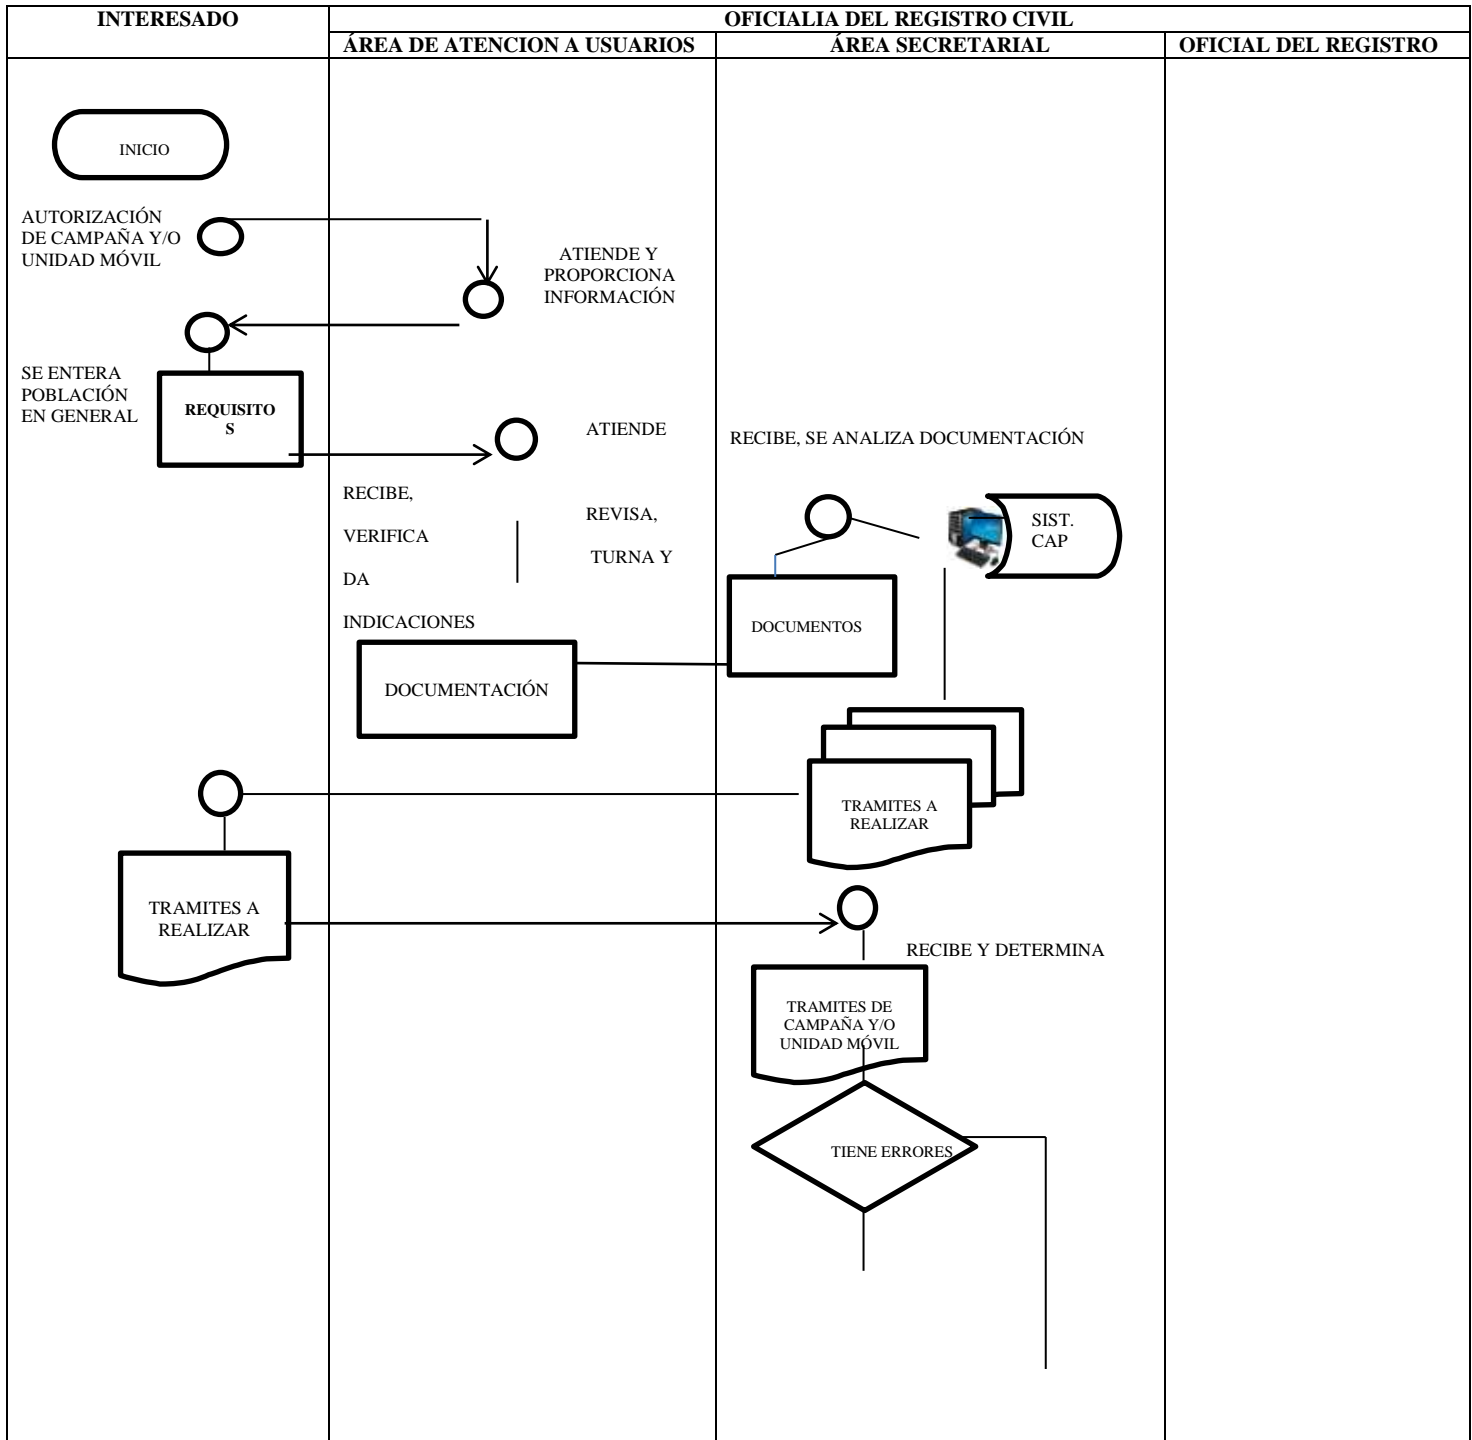 INTERESADO
OFICIALIA DEL REGISTRO CIVIL
ÁREA DE ATENCION A USUARIOS
ÁREA SECRETARIAL
OFICIAL DEL REGISTRO
INICIO
AUTORIZACIÓN
DE CAMPAÑA Y/O
UNIDAD MÓVIL
ATIENDE Y
PROPORCIONA
INFORMACIÓN
SE ENTERA
POBLACIÓN
EN GENERAL
REQUISITO
S
ATIENDE
RECIBE, SE ANALIZA DOCUMENTACIÓN
RECIBE,
REVISA,
VERIFICA
TURNA Y
DA
INDICACIONES
SIST.
CAP
DOCUMENTOS
DOCUMENTACIÓN
TRAMITES A
REALIZAR
TRAMITES A
REALIZAR
RECIBE Y DETERMINA
TRAMITES DE
CAMPAÑA Y/O
UNIDAD MÓVIL
TIENE ERRORES